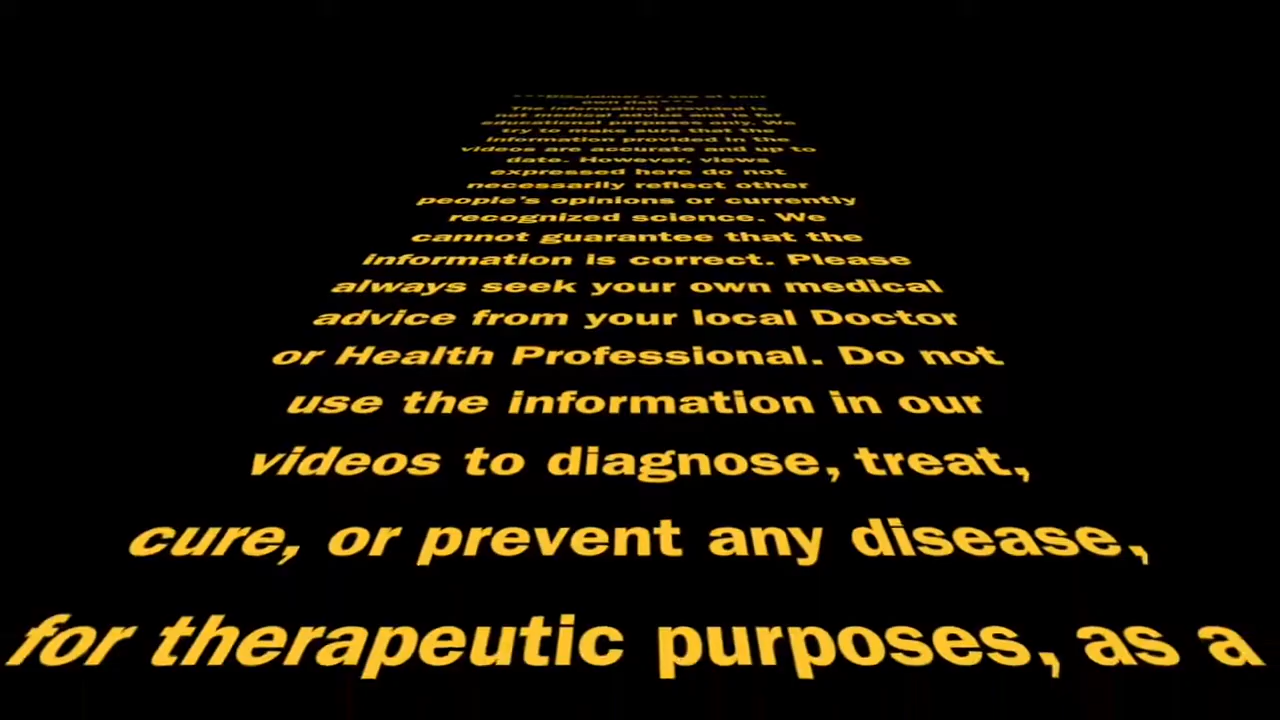 ***Disclaimer or use at your
own risk***
The information provided is
not medical advice and is for
educational purposes only. We
try to make sure that the
information provided in the
videos are accurate and up to
date. However, views
expressed here do not
necessarily reflect other
people's opinions or currently
recognized science. We
cannot guarantee that the
information is correct. Please
always seek your own medical
advice from your local Doctor
or Health Professional. Do not
use the information in our
videos to diagnose, treat,
cure, or prevent any disease,
for therapeutic purposes, as a